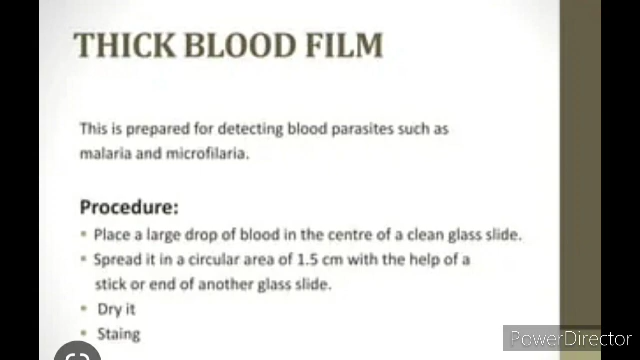 THICK BLOOD FILM
This is prepared for detecting blood parasites such as
malaria and microfilaria.
Procedure:
• Place a large drop of blood in the centre of a clean glass slide.
• Spread it in a circular area of 1.5 cm with the help of a
stick or end of another glass slide.
• Dry it
• Staing
PowerDirector